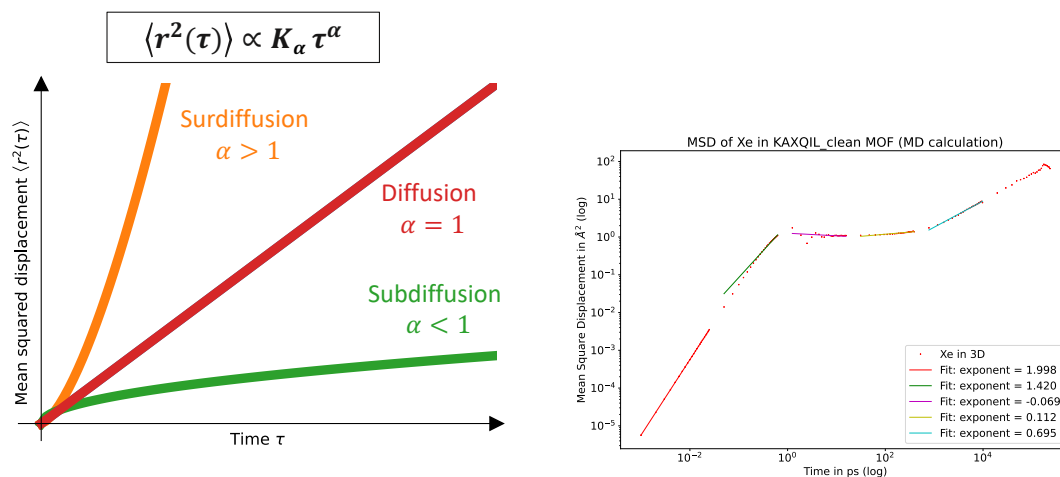 ⟨r²(τ)⟩ ∝ K_α τ^α
Mean squared displacement ⟨r²(τ)⟩
Surdiffusion
α > 1
Diffusion
α = 1
Subdiffusion
α < 1
Time τ
MSD of Xe in KAXQIL_clean MOF (MD calculation)
Mean Square Displacement in Å² (log)
10²
10¹
10⁰
10⁻¹
10⁻²
10⁻³
10⁻⁴
10⁻⁵
Xe in 3D
Fit: exponent = 1.998
Fit: exponent = 1.420
Fit: exponent = -0.069
Fit: exponent = 0.112
Fit: exponent = 0.695
10⁻² 10⁰ 10² 10⁴
Time in ps (log)